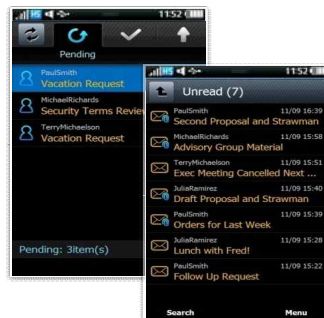 H5 11:52
Pending
PaulSmith
Vacation Request
MichaelRichards
Security Terms Review
TerryMichaelson
Vacation Request
Pending: 3item(s)
H5 11:52
Unread (7)
PaulSmith 11/09 16:39
Second Proposal and Strawman
MichaelRichards 11/09 15:58
Advisory Group Material
TerryMichaelson 11/09 15:51
Exec Meeting Cancelled Next ...
JuliaRamirez 11/09 15:40
Draft Proposal and Strawman
PaulSmith 11/09 15:39
Orders for Last Week
JuliaRamirez 11/09 15:28
Lunch with Fred!
PaulSmith 11/09 15:22
Follow Up Request
Search Menu